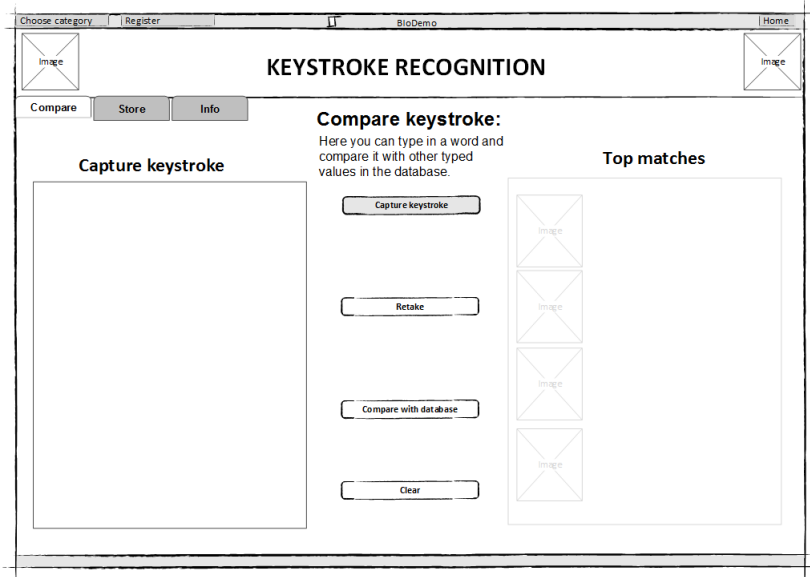 Choose category
Register
BIoDemo
Home
Image
KEYSTROKE RECOGNITION
Image
Compare
Store
Info
Compare keystroke:
Here you can type in a word and
compare it with other typed
values in the database.
Capture keystroke
Top matches
Capture keystroke
Retake
Compare with database
Clear
Image
Image
Image
Image